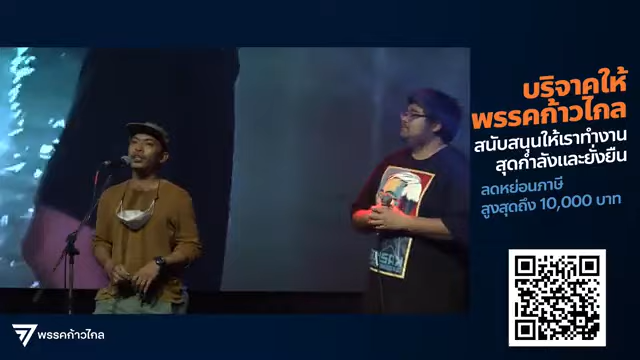 บริจาคให้
พรรคก้าวไกล
สนับสนุนให้เราทำงาน
สุดกำลังและยั่งยืน
ลดหย่อนภาษี
สูงสุดถึง 10,000 บาท
พรรคก้าวไกล